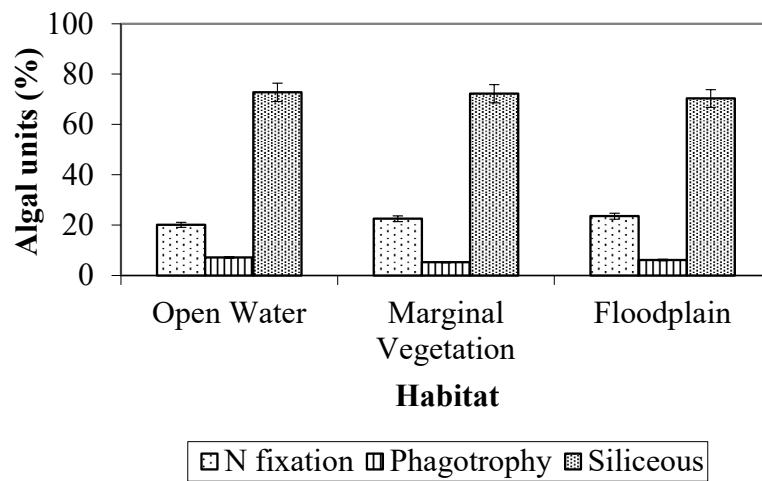 Algal units (%)
100
80
60
40
20
0
Open Water
Marginal
Vegetation
Floodplain
Habitat
N fixation Phagotrophy Siliceous